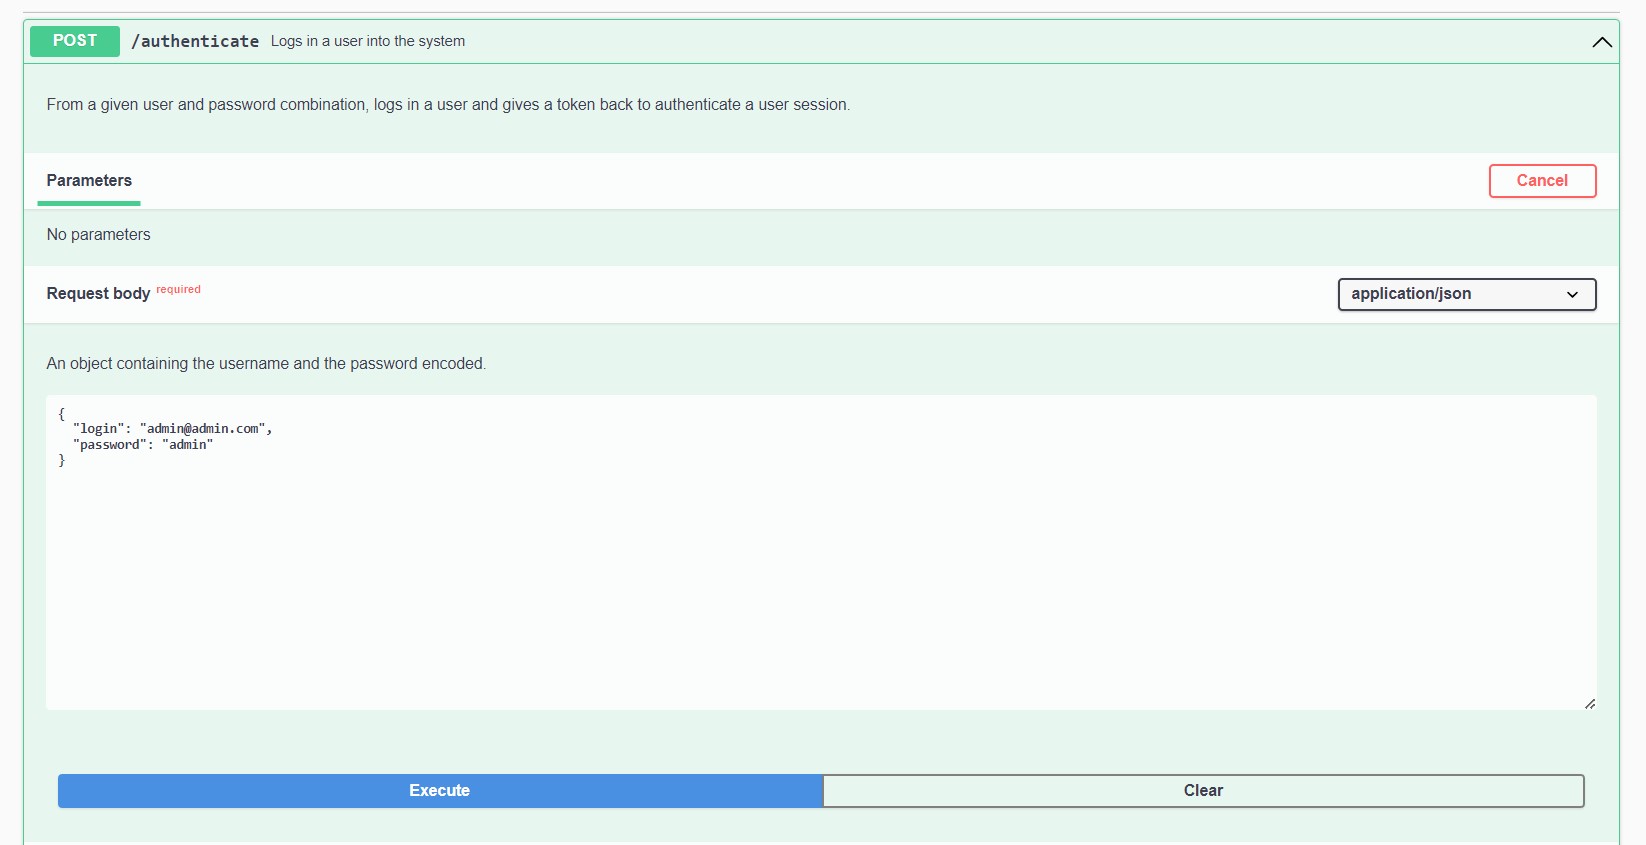 POST /authenticate Logs in a user into the system
From a given user and password combination, logs in a user and gives a token back to authenticate a user session.
Parameters Cancel
No parameters
Request body required application/json
An object containing the username and the password encoded.
{
  "login": "admin@admin.com",
  "password": "admin"
}
Execute Clear